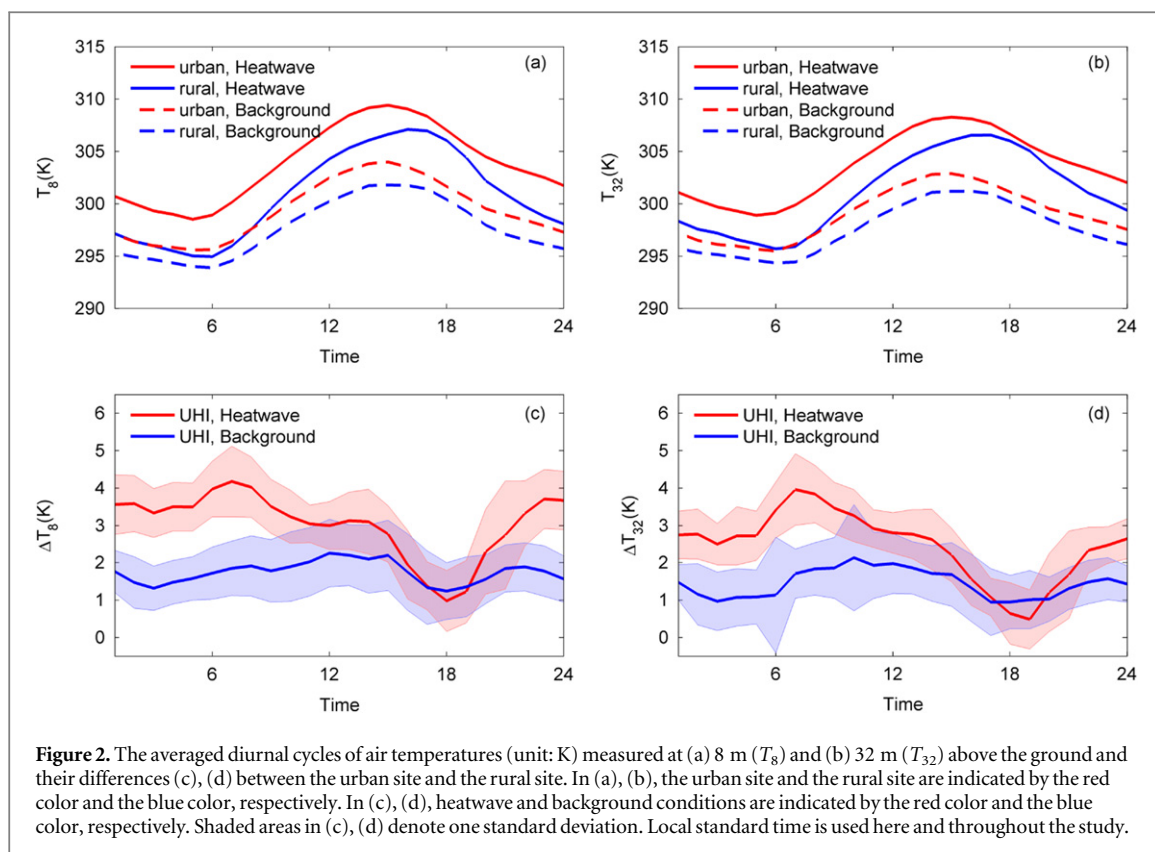 (a)
315
310
305
300
295
290
T8(K)
urban, Heatwave
rural, Heatwave
urban, Background
rural, Background
6
12
18
24
Time
(b)
315
310
305
300
295
290
T32(K)
urban, Heatwave
rural, Heatwave
urban, Background
rural, Background
6
12
18
24
Time
(c)
6
5
4
3
2
1
0
ΔT8(K)
UHI, Heatwave
UHI, Background
6
12
18
24
Time
(d)
6
5
4
3
2
1
0
ΔT32(K)
UHI, Heatwave
UHI, Background
6
12
18
24
Time
Figure 2. The averaged diurnal cycles of air temperatures (unit: K) measured at (a) 8 m (T8) and (b) 32 m (T32) above the ground and
their differences (c), (d) between the urban site and the rural site. In (a), (b), the urban site and the rural site are indicated by the red
color and the blue color, respectively. In (c), (d), heatwave and background conditions are indicated by the red color and the blue
color, respectively. Shaded areas in (c), (d) denote one standard deviation. Local standard time is used here and throughout the study.